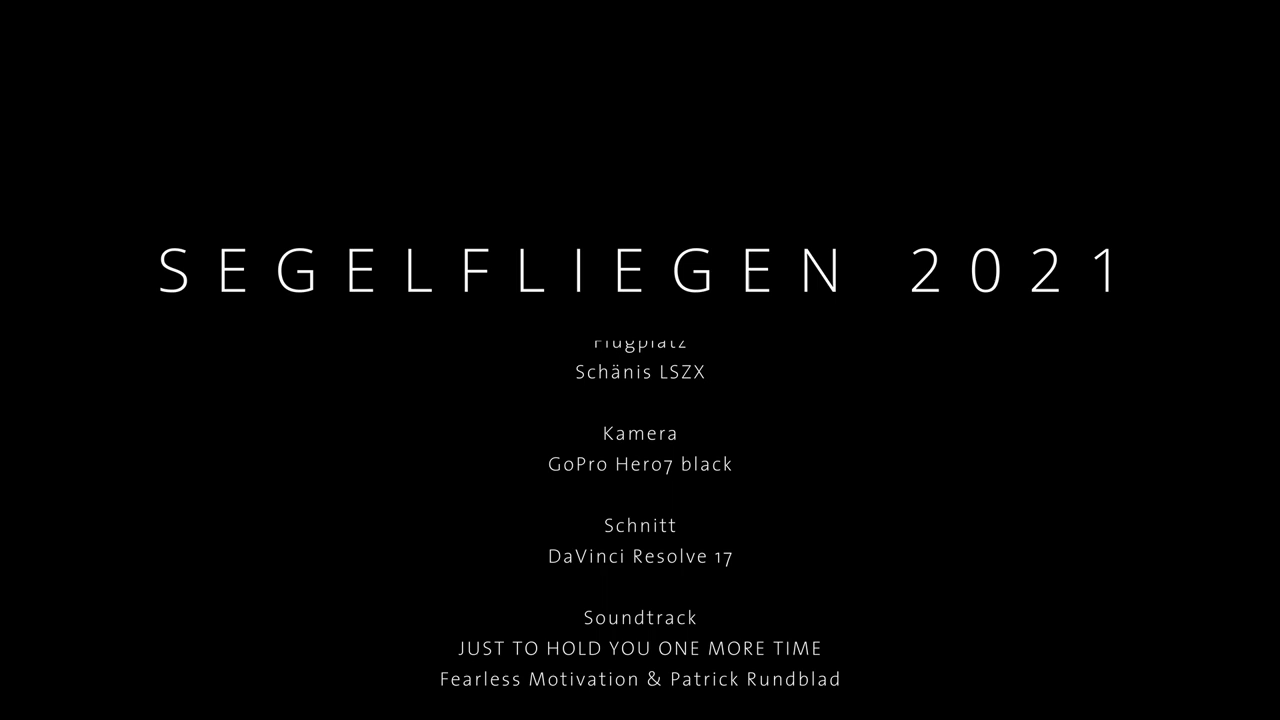 SEGELFLIEGEN 2021
Flugplatz
Schänis LSZX
Kamera
GoPro Hero7 black
Schnitt
DaVinci Resolve 17
Soundtrack
JUST TO HOLD YOU ONE MORE TIME
Fearless Motivation & Patrick Rundblad